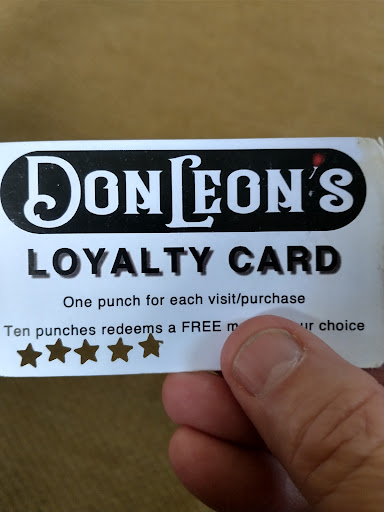 DONLEON'S
LOYALTY CARD
One punch for each visit/purchase
Ten punches redeems a FREE choice